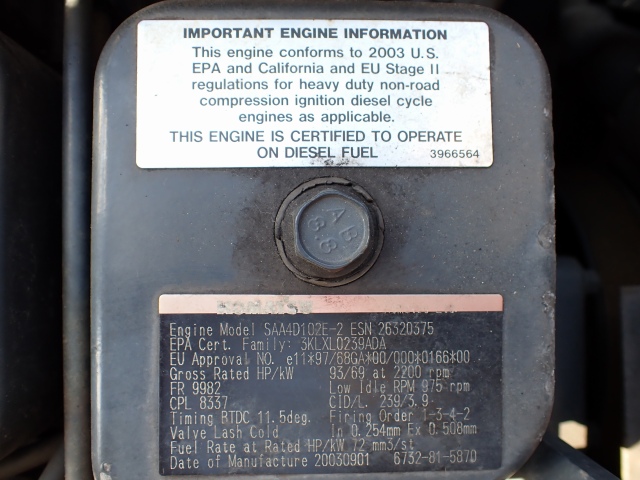 IMPORTANT ENGINE INFORMATION
This engine conforms to 2003 U.S.
EPA and California and EU Stage II
regulations for heavy duty non-road
compression ignition diesel cycle
engines as applicable.
THIS ENGINE IS CERTIFIED TO OPERATE
ON DIESEL FUEL 3966564
A B
8.8
Engine Model SAA4D102E-2 ESN 26320375
EPA Cert. Family: 3KLXL0239ADA
EU Approval NO. e11*97/68GA*00/000*0166*00
Gross Rated HP/kW 93/69 at 2200 rpm
FR 9982 Low Idle RPM 975 rpm
CPL 8337 CID/L. 239/3.9
Timing BTDC 11.5deg. Firing Order 1-3-4-2
Valve Lash Cold In 0.254mm Ex 0.508mm
Fuel Rate at Rated HP/kW 72 mm3/st
Date of Manufacture 20030901 6732-81-5870